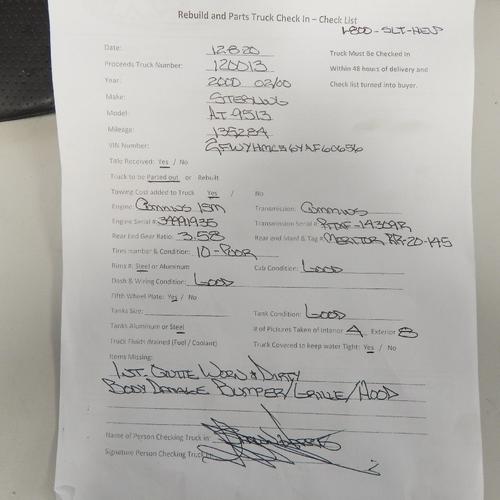 Rebuild and Parts Truck Check In – Check List
1-800-SLT-HELP
Date: 12.8.20 Truck Must Be Checked In
Proceeds Truck Number: 120013 Within 48 hours of delivery and
Year: 2000 02/00 Check list turned into buyer.
Make: STERLING
Model: AT-9513
Mileage: 135284
VIN Number:
Title Received: Yes / No
Truck to be Parted out or Rebuilt
Towing Cost added to Truck Yes / No
Engine: CUMMINS ISM Transmission: CUMMINS
Engine Serial #: 34991935 Transmission Serial #
Rear End Gear Ratio: 3.58 Rear end Manf & Tag #: MERITOR RR-20-145
Tires number & Condition: 10-POOR
Rims #: Steel or Aluminum Cab Condition: GOOD
Dash & Wiring Condition: GOOD
Fifth Wheel Plate: Yes / No
Tanks Size: Tank Condition: GOOD
Tanks Aluminum or Steel # of Pictures Taken of Interior 4 Exterior 8
Truck Fluids drained (Fuel / Coolant) Truck Covered to keep water Tight: Yes / No
Items Missing:
INT. QUITE WORN & DIRTY
BODY DAMAGE BUMPER/GRILLE/HOOD
Name of Person Checking Truck in:
Signature Person Checking Truck in: